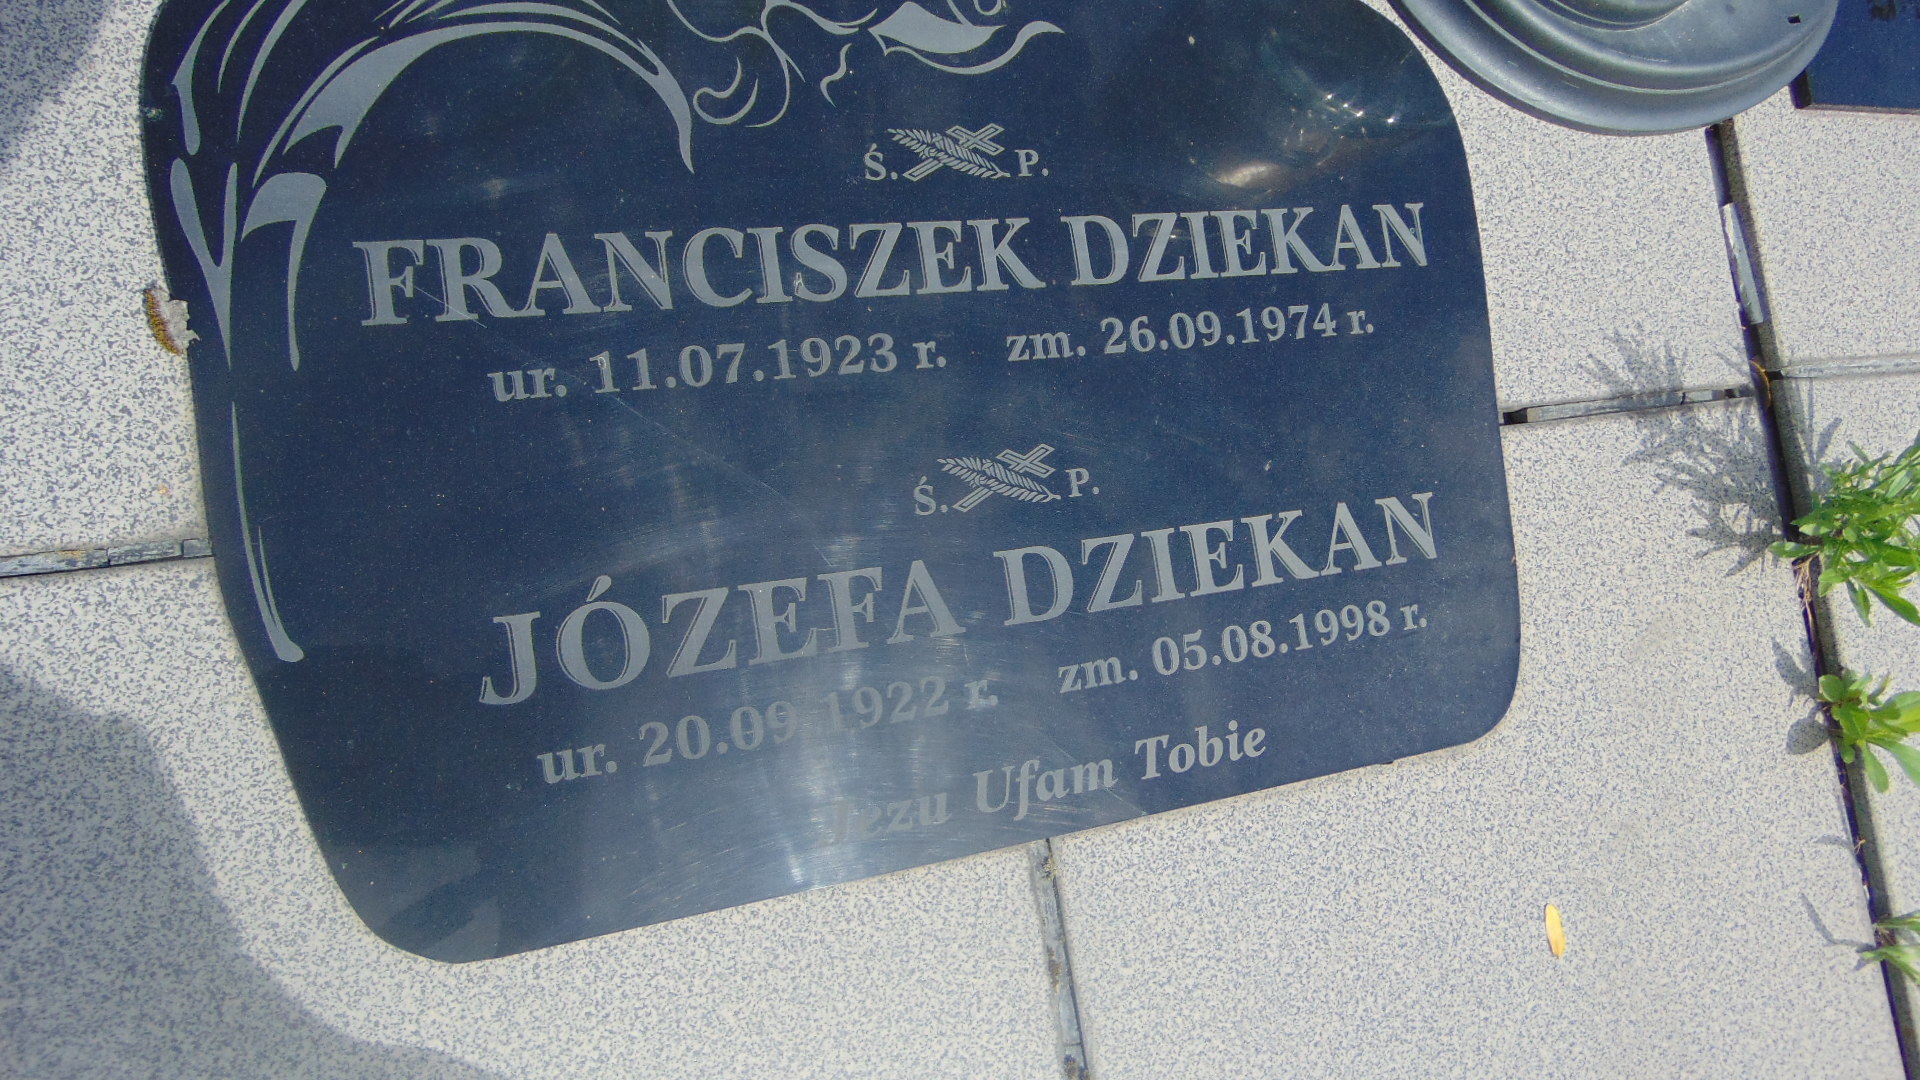 Ś. P.
FRANCISZEK DZIEKAN
ur. 11.07.1923 r. zm. 26.09.1974 r.
Ś. P.
JÓZEFA DZIEKAN
ur. 20.09.1922 r. zm. 05.08.1998 r.
Jezu Ufam Tobie